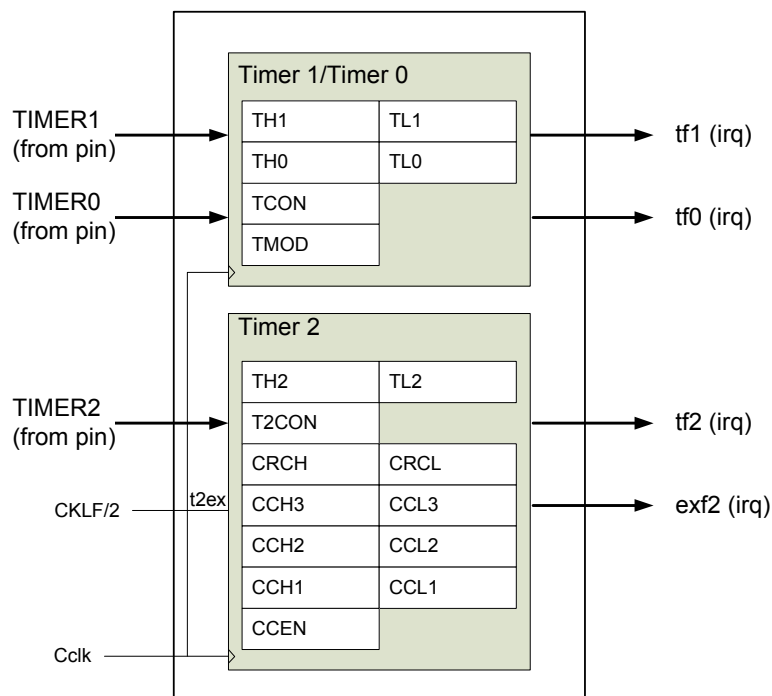 Timer 1/Timer 0
TIMER1
(from pin)
TH1 TL1
tf1 (irq)
TH0 TL0
TIMER0
(from pin)
TCON
tf0 (irq)
TMOD
Timer 2
TH2 TL2
TIMER2
(from pin)
T2CON
tf2 (irq)
CRCH CRCL
CKLF/2
t2ex
CCH3 CCL3
exf2 (irq)
CCH2 CCL2
CCH1 CCL1
CCEN
Cclk